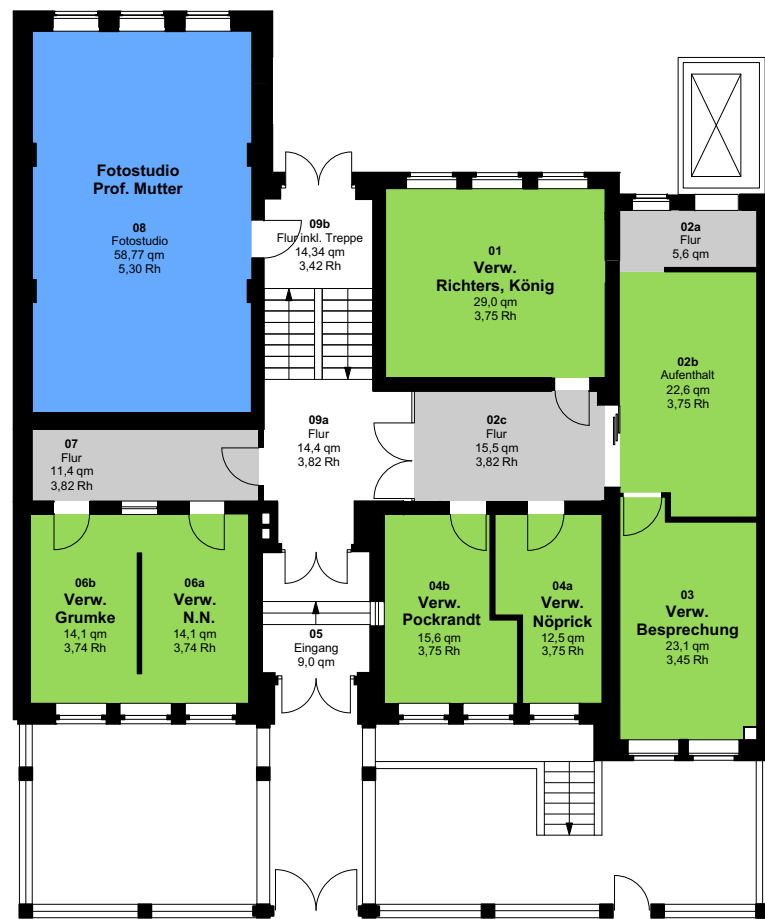 Fotostudio
Prof. Mutter
08
Fotostudio
58,77 qm
5,30 Rh
09b
Flur inkl. Treppe
14,34 qm
3,42 Rh
01
Verw.
Richters, König
29,0 qm
3,75 Rh
02a
Flur
5,6 qm
02b
Aufenthalt
22,6 qm
3,75 Rh
07
Flur
11,4 qm
3,82 Rh
09a
Flur
14,4 qm
3,82 Rh
02c
Flur
15,5 qm
3,82 Rh
06b
Verw.
Grumke
14,1 qm
3,74 Rh
06a
Verw.
N.N.
14,1 qm
3,74 Rh
05
Eingang
9,0 qm
04b
Verw.
Pockrandt
15,6 qm
3,75 Rh
04a
Verw.
Nöprick
12,5 qm
3,75 Rh
03
Verw.
Besprechung
23,1 qm
3,45 Rh